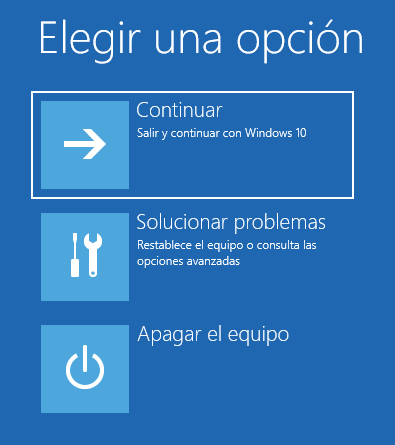 Elegir una opción
Continuar
Salir y continuar con Windows 10
Solucionar problemas
Restablece el equipo o consulta las
opciones avanzadas
Apagar el equipo